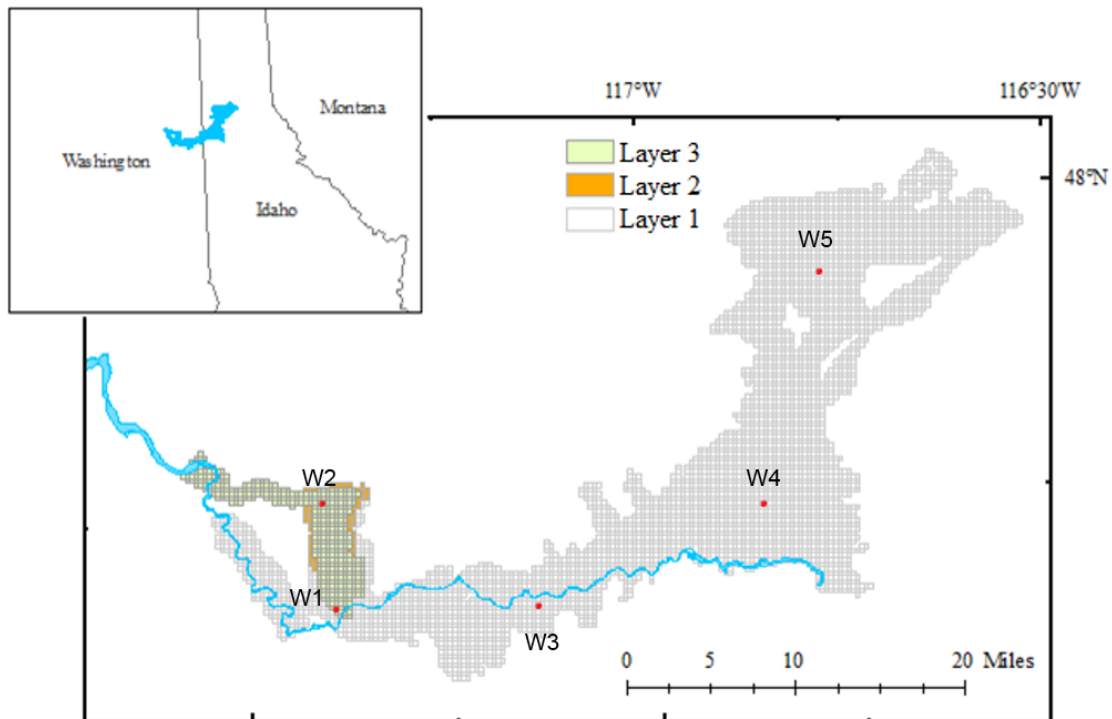 117°W
116°30'W
Montana
Washington
Idaho
Layer 3
Layer 2
Layer 1
48°N
W5
W2
W4
W1
W3
0 5 10 20 Miles